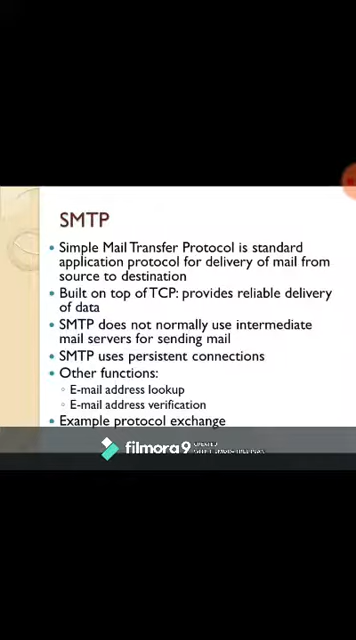 SMTP
Simple Mail Transfer Protocol is standard
application protocol for delivery of mail from
source to destination
Built on top of TCP: provides reliable delivery
of data
SMTP does not normally use intermediate
mail servers for sending mail
SMTP uses persistent connections
Other functions:
E-mail address lookup
E-mail address verification
Example protocol exchange
filmora9
CREATED